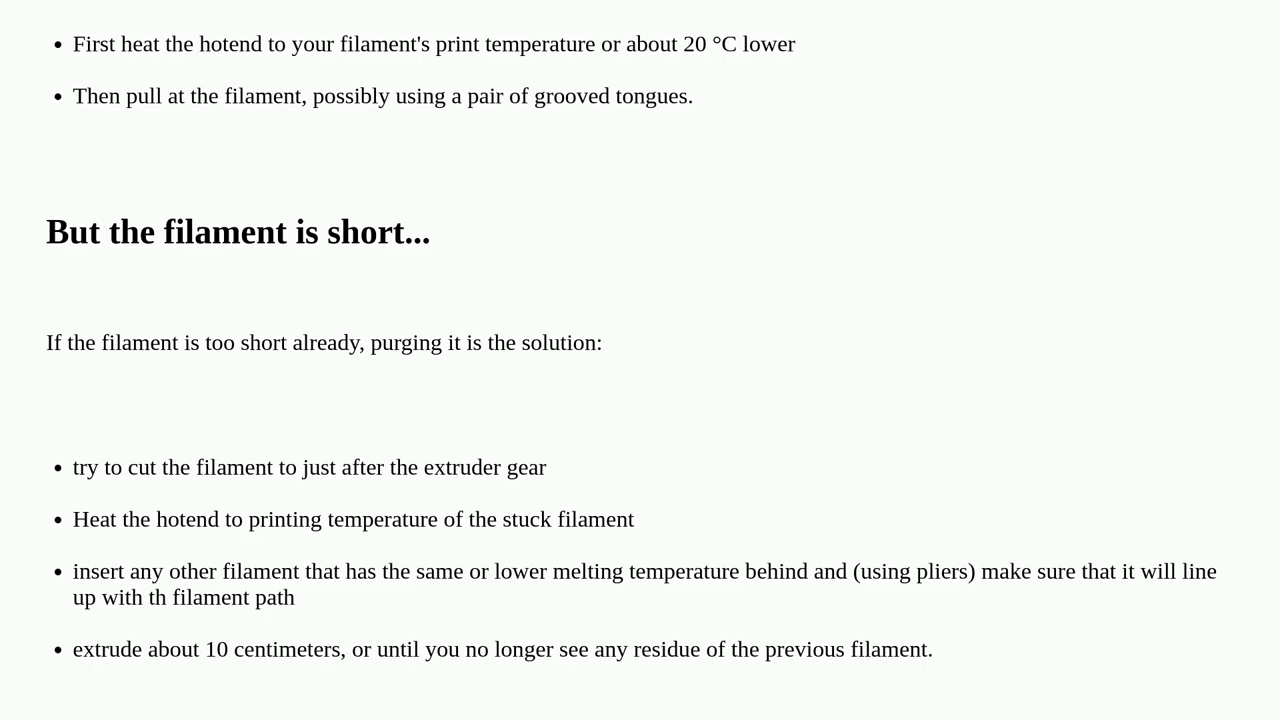 • First heat the hotend to your filament's print temperature or about 20 °C lower
• Then pull at the filament, possibly using a pair of grooved tongues.
But the filament is short...
If the filament is too short already, purging it is the solution:
• try to cut the filament to just after the extruder gear
• Heat the hotend to printing temperature of the stuck filament
• insert any other filament that has the same or lower melting temperature behind and (using pliers) make sure that it will line
up with th filament path
• extrude about 10 centimeters, or until you no longer see any residue of the previous filament.